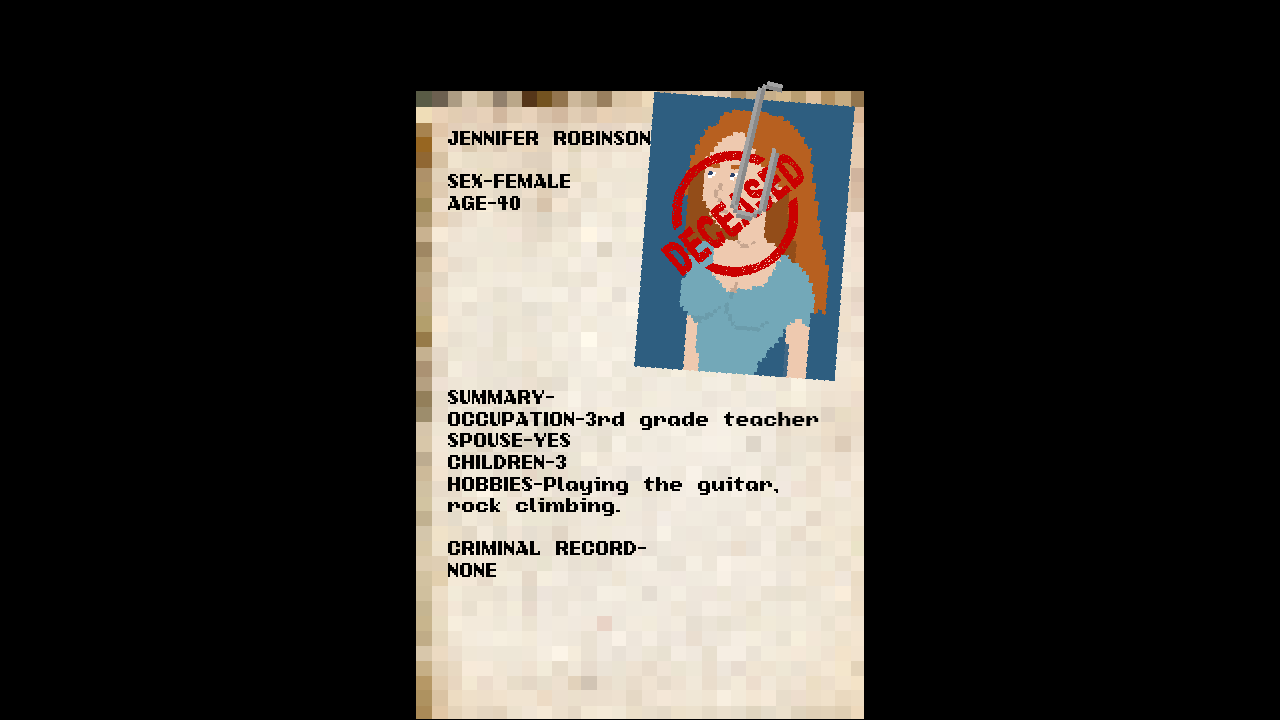 JENNIFER ROBINSON
DECEASED
SEX-FEMALE
AGE-40
SUMMARY-
OCCUPATION-3rd grade teacher
SPOUSE-YES
CHILDREN-3
HOBBIES-Playing the guitar,
rock climbing.
CRIMINAL RECORD-
NONE